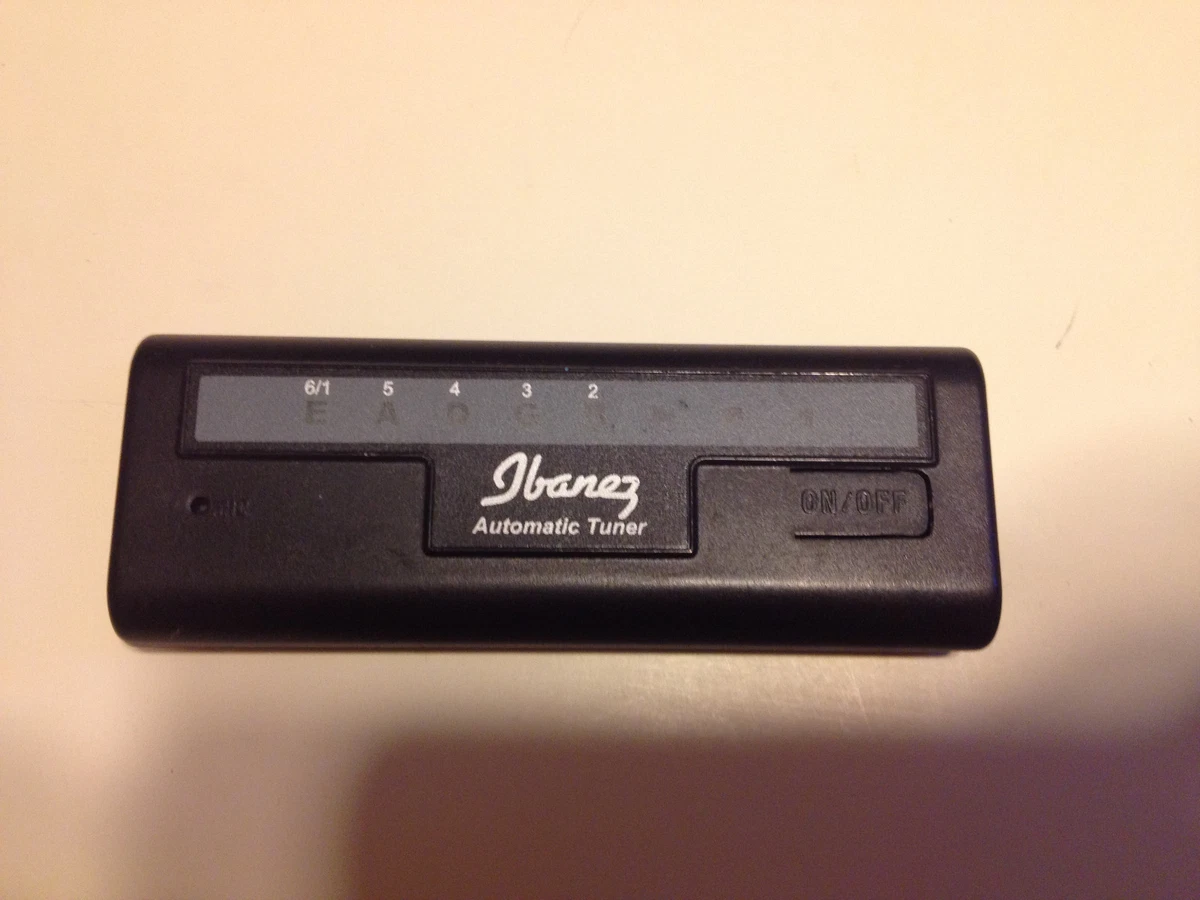 6/1 5 4 3 2
E A D G B
Ibanez
Automatic Tuner
ON/OFF